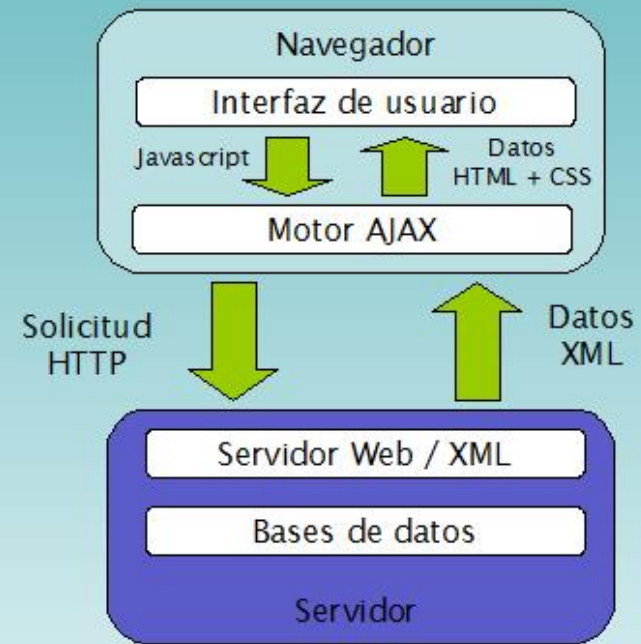 Navegador
Interfaz de usuario
Javascript
Datos
HTML + CSS
Motor AJAX
Solicitud
HTTP
Datos
XML
Servidor Web / XML
Bases de datos
Servidor